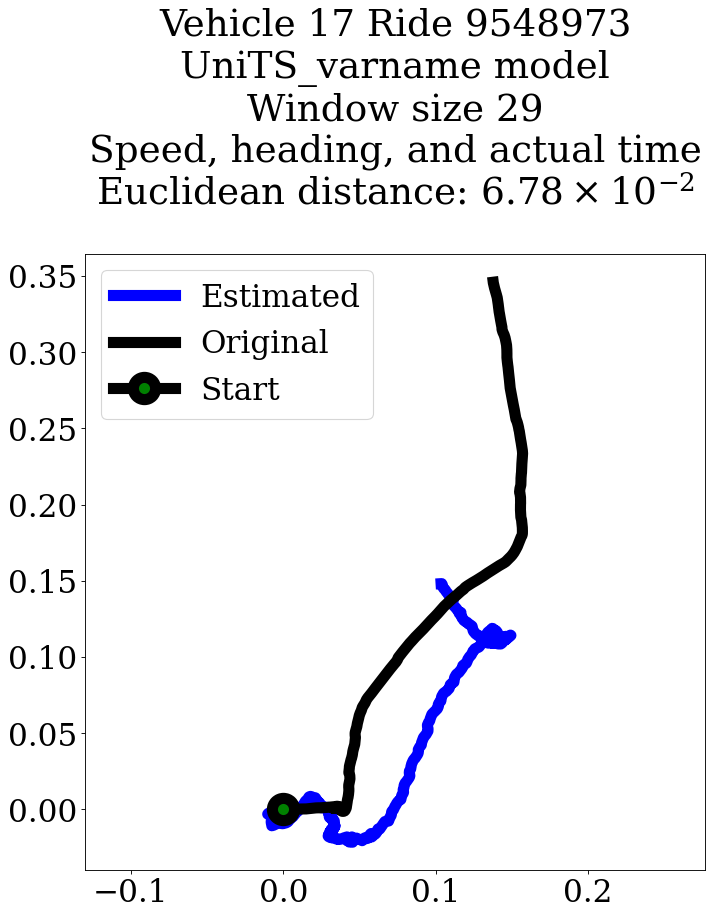 Vehicle 17 Ride 9548973
UniTS_varname model
Window size 29
Speed, heading, and actual time
Euclidean distance: 6.78 × 10⁻²
Estimated
Original
Start
0.35
0.30
0.25
0.20
0.15
0.10
0.05
0.00
−0.1 0.0 0.1 0.2